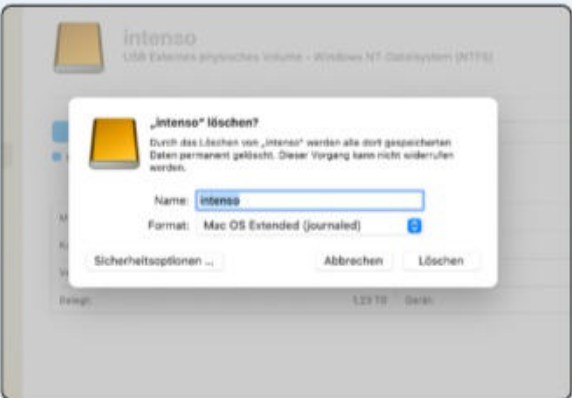 intenso
USB Externes physisches Volume – Windows NT-Dateisystem (NTFS)
„intenso“ löschen?
Durch das Löschen von „intenso“ werden alle dort gespeicherten
Daten permanent gelöscht. Dieser Vorgang kann nicht widerrufen
werden.
Name: intenso
Format: Mac OS Extended (journaled)
Sicherheitsoptionen ... Abbrechen Löschen
Belegt: 1,23 TB Gerät: